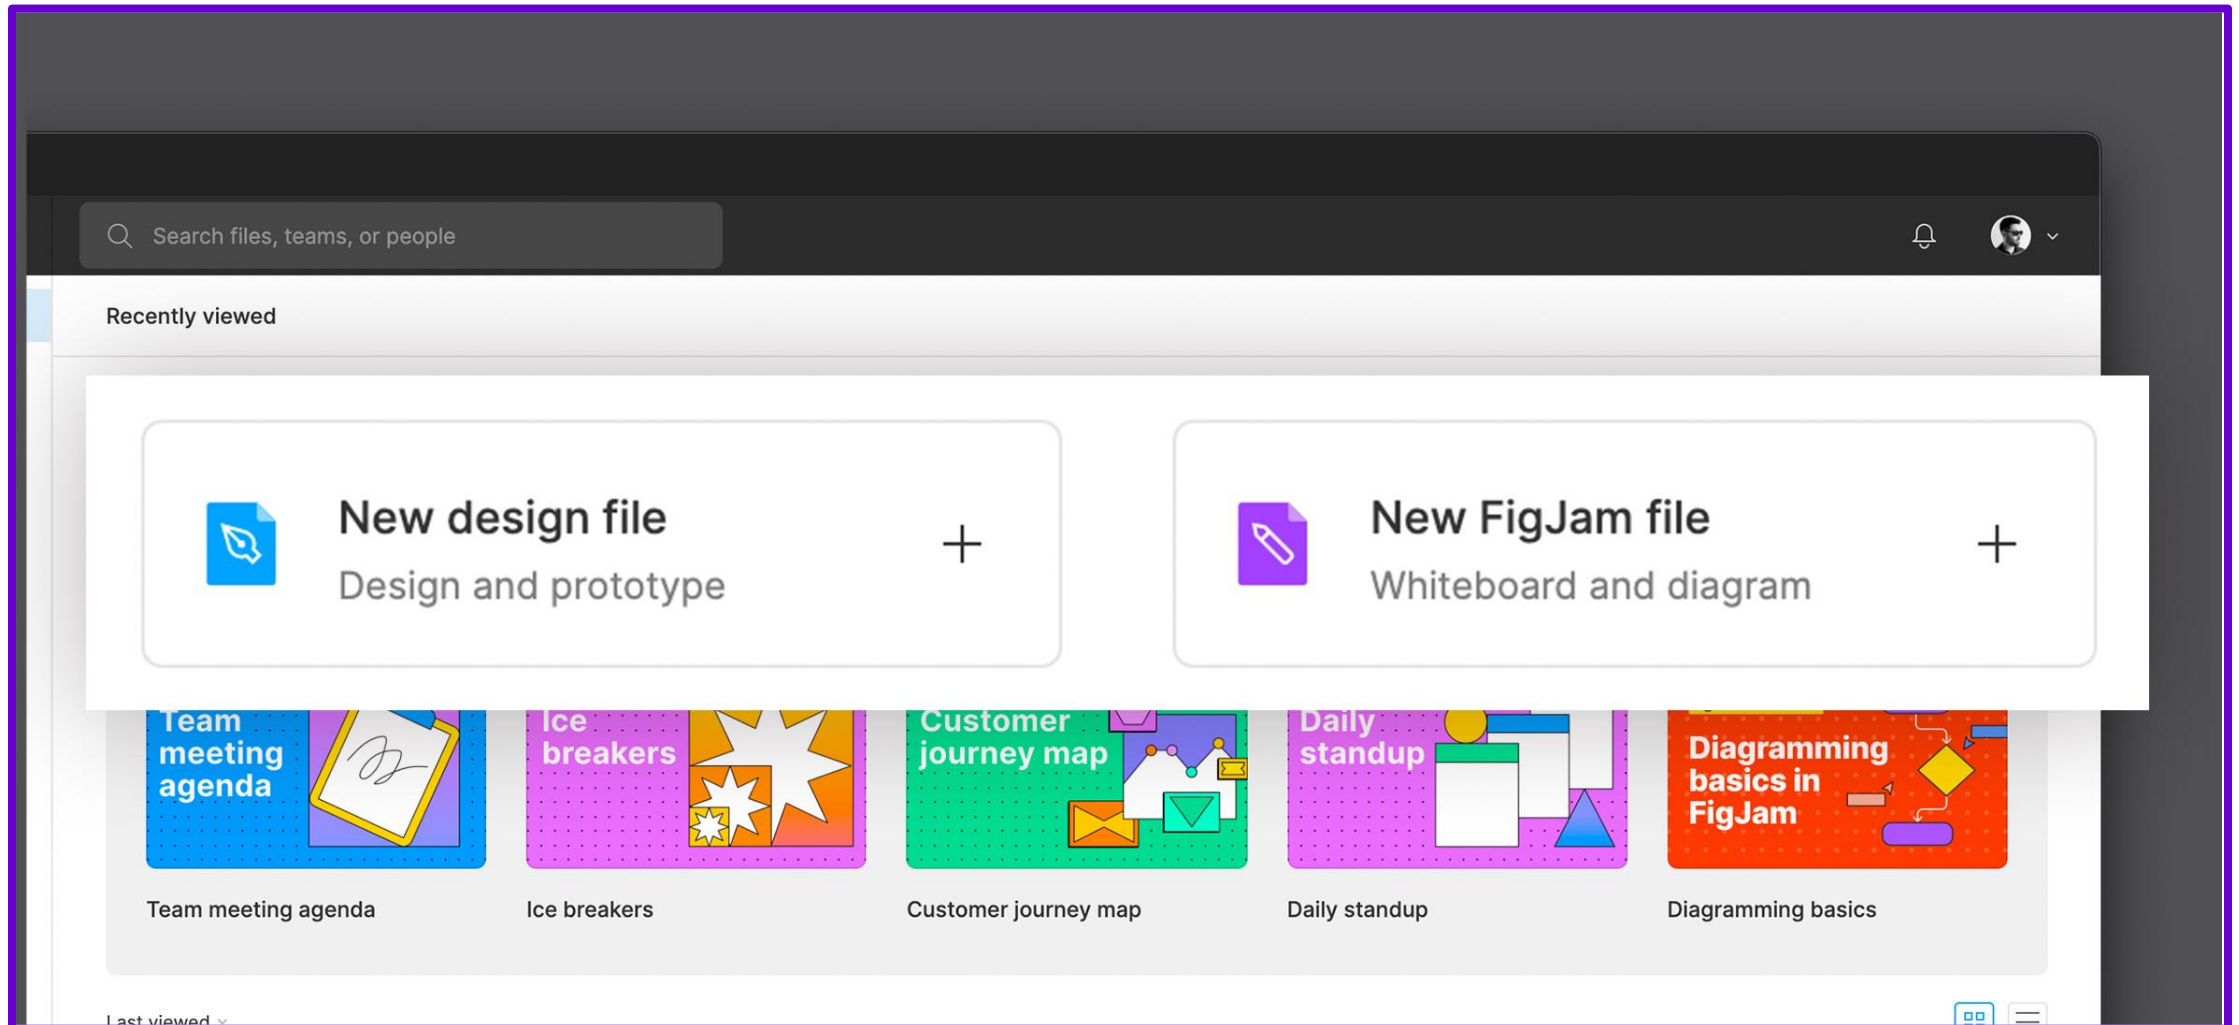 Search files, teams, or people
Recently viewed
New design file
Design and prototype
New FigJam file
Whiteboard and diagram
Team
meeting
agenda
Ice
breakers
Customer
journey map
Daily
standup
Diagramming
basics in
FigJam
Team meeting agenda
Ice breakers
Customer journey map
Daily standup
Diagramming basics
Last viewed